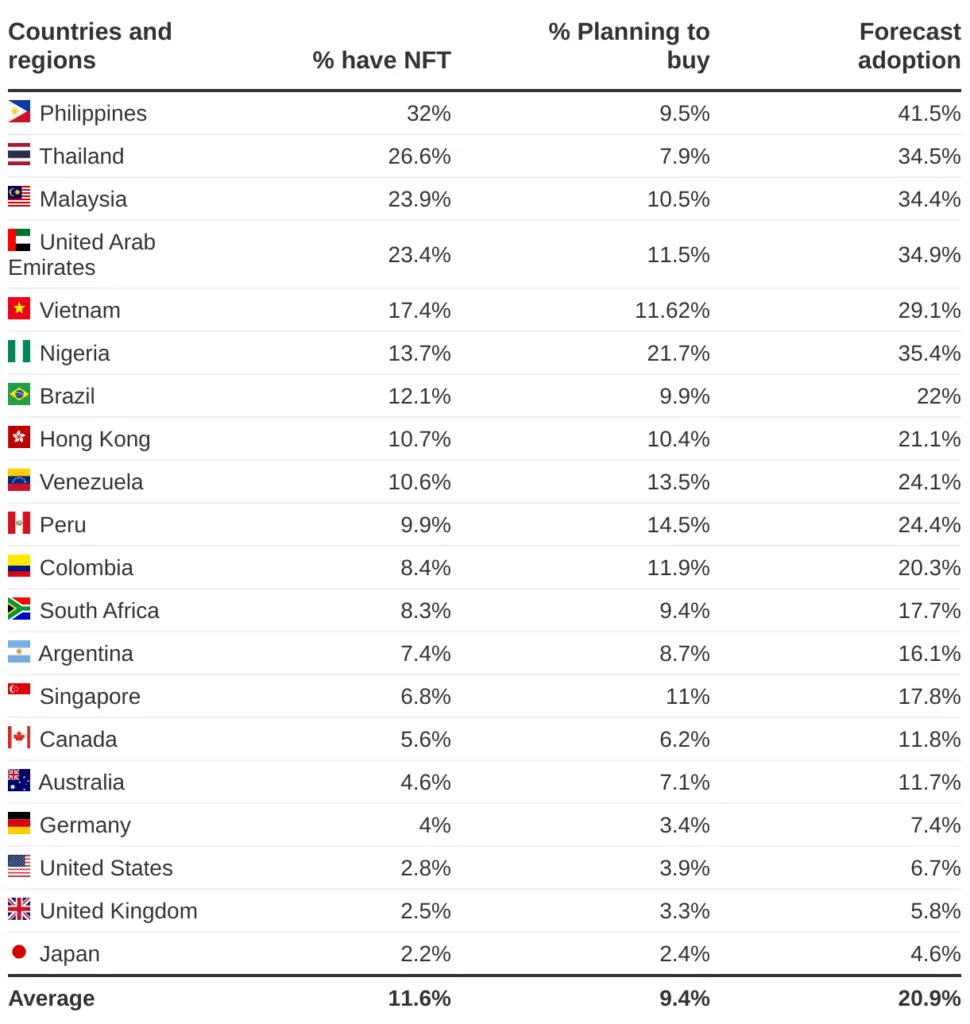 Countries and regions % have NFT % Planning to buy Forecast adoption
Philippines 32% 9.5% 41.5%
Thailand 26.6% 7.9% 34.5%
Malaysia 23.9% 10.5% 34.4%
United Arab Emirates 23.4% 11.5% 34.9%
Vietnam 17.4% 11.62% 29.1%
Nigeria 13.7% 21.7% 35.4%
Brazil 12.1% 9.9% 22%
Hong Kong 10.7% 10.4% 21.1%
Venezuela 10.6% 13.5% 24.1%
Peru 9.9% 14.5% 24.4%
Colombia 8.4% 11.9% 20.3%
South Africa 8.3% 9.4% 17.7%
Argentina 7.4% 8.7% 16.1%
Singapore 6.8% 11% 17.8%
Canada 5.6% 6.2% 11.8%
Australia 4.6% 7.1% 11.7%
Germany 4% 3.4% 7.4%
United States 2.8% 3.9% 6.7%
United Kingdom 2.5% 3.3% 5.8%
Japan 2.2% 2.4% 4.6%
Average 11.6% 9.4% 20.9%